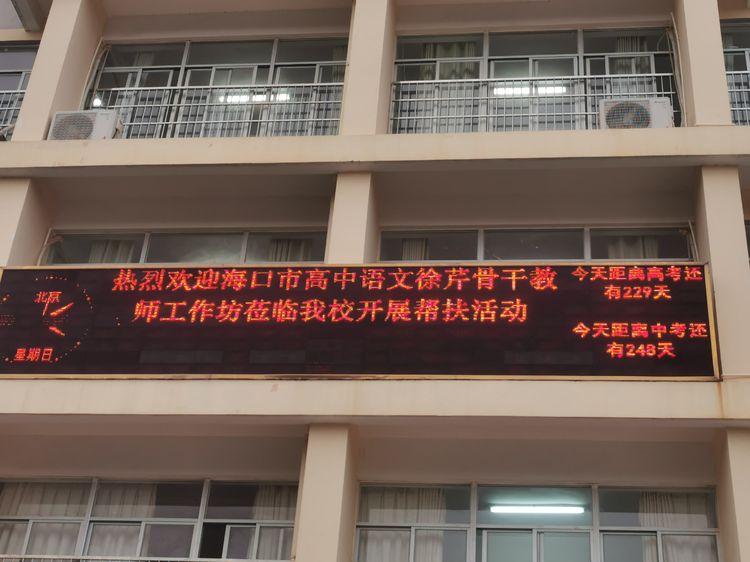 热烈欢迎海口市高中语文徐芹骨干教
师工作坊莅临我校开展帮扶活动
今天距离高考还
有229天
今天距离中考还
有248天
北京
星期日